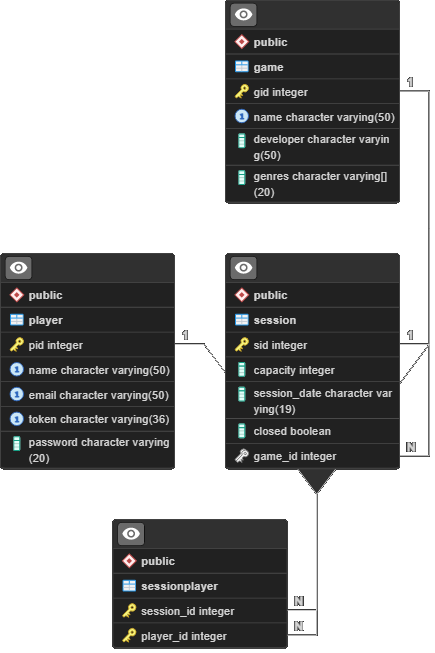 public
game
gid integer
1
name character varying(50)
developer character varyin
g(50)
genres character varying[]
(20)
public
player
pid integer
1
name character varying(50)
email character varying(50)
token character varying(36)
password character varying
(20)
public
session
sid integer
1
capacity integer
session_date character var
ying(19)
closed boolean
game_id integer
N
public
sessionplayer
session_id integer
N
player_id integer
N